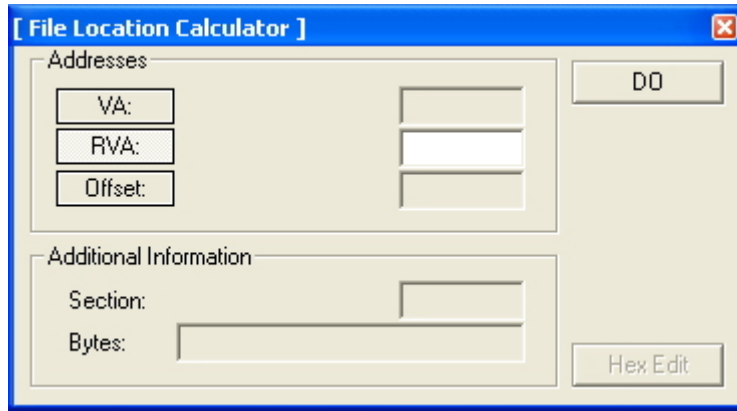 [ File Location Calculator ]
Addresses
DO
VA:
RVA:
Offset:
Additional Information
Section:
Bytes:
Hex Edit